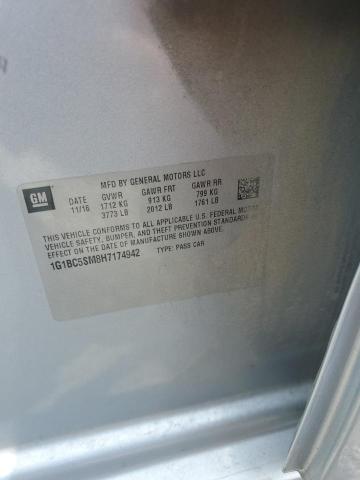 GM
MFD BY GENERAL MOTORS LLC
DATE GVWR GAWR FRT GAWR RR
11/16 1712 KG 913 KG 799 KG
3773 LB 2012 LB 1761 LB
THIS VEHICLE CONFORMS TO ALL APPLICABLE U.S. FEDERAL MOTOR
VEHICLE SAFETY, BUMPER, AND THEFT PREVENTION STANDARDS IN
EFFECT ON THE DATE OF MANUFACTURE SHOWN ABOVE.
1G1BC5SM8H7174942 TYPE: PASS CAR